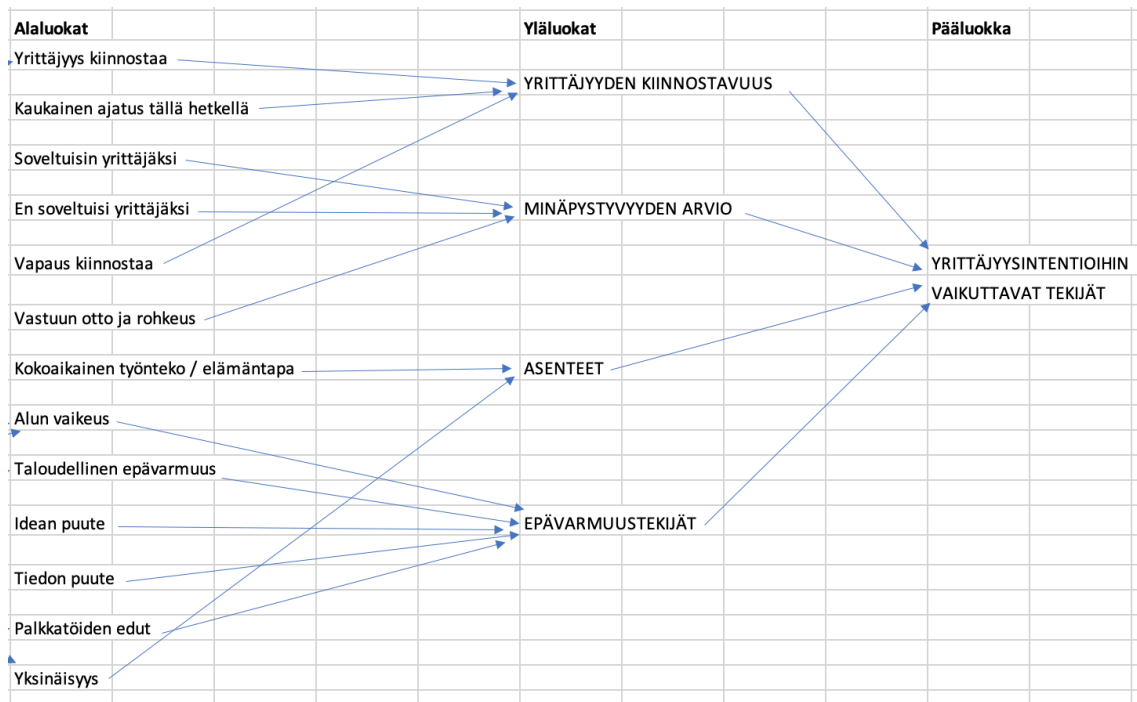 Alaluokat
Yläluokat
Pääluokka
Yrittäjyys kiinnostaa
YRITTÄJYYDEN KIINNOSTAVUUS
Kaukainen ajatus tällä hetkellä
Soveltuisin yrittäjäksi
En soveltuisi yrittäjäksi
MINÄPYSTYVYYDEN ARVIO
Vapaus kiinnostaa
YRITTÄJYYSINTENTIOIHIN
VAIKUTTAVAT TEKIJÄT
Vastuun otto ja rohkeus
Kokoaikainen työnteko / elämäntapa
ASENTEET
Alun vaikeus
Taloudellinen epävarmuus
Idean puute
EPÄVARMUUSTEKIJÄT
Tiedon puute
Palkkatöiden edut
Yksinäisyys